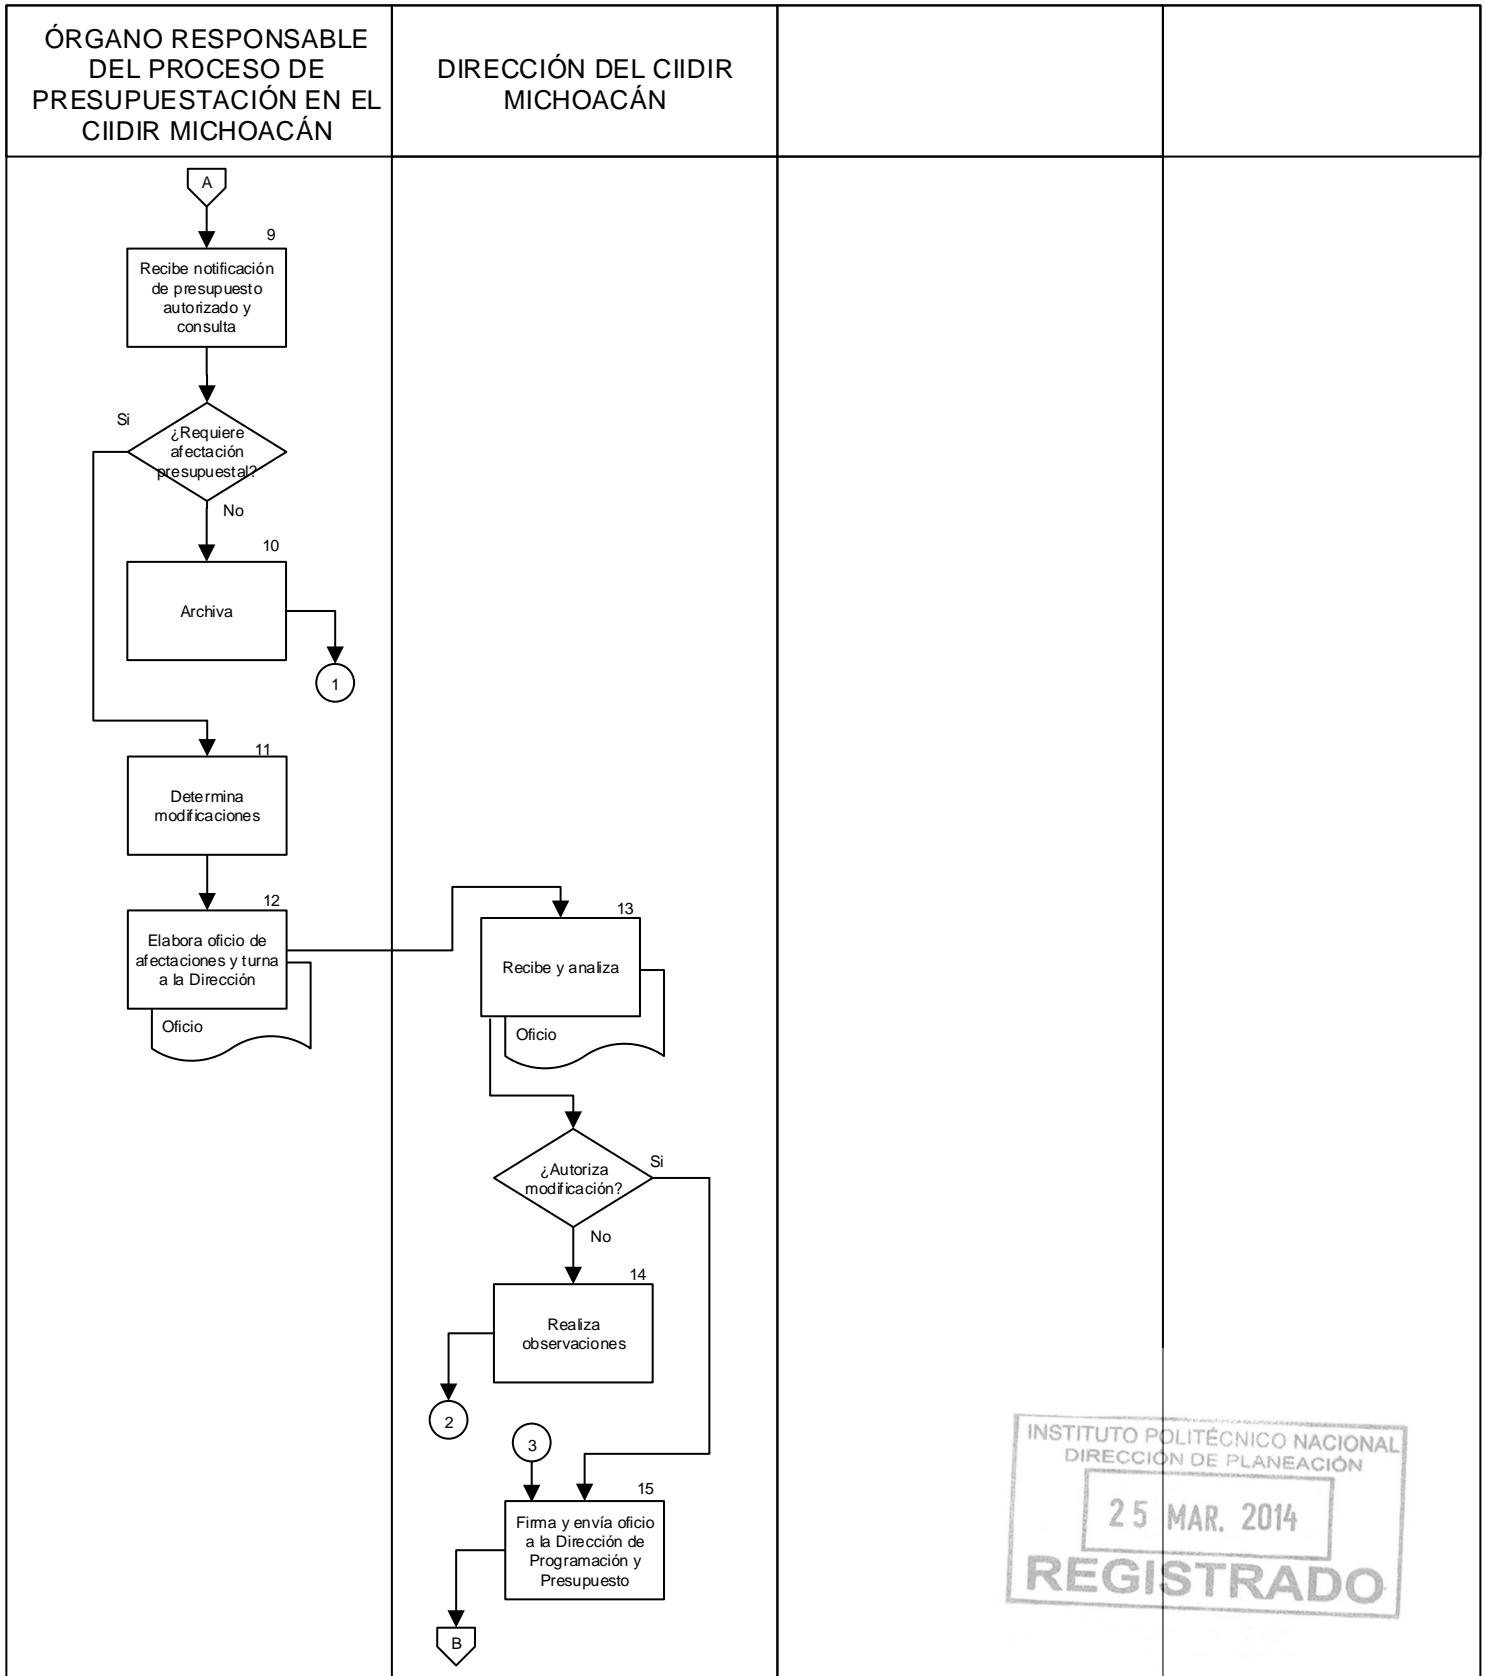 ÓRGANO RESPONSABLE
DEL PROCESO DE
PRESUPUESTACIÓN EN EL
CIIDIR MICHOACÁN
DIRECCIÓN DEL CIIDIR
MICHOACÁN
A
9
Recibe notificación
de presupuesto
autorizado y
consulta
Si
¿Requiere
afectación
presupuestal?
No
10
Archiva
1
11
Determina
modificaciones
12
Elabora oficio de
afectaciones y turna
a la Dirección
Oficio
13
Recibe y analiza
Oficio
¿Autoriza
modificación?
Si
No
14
Realiza
observaciones
2
3
15
Firma y envía oficio
a la Dirección de
Programación y
Presupuesto
B
INSTITUTO POLITÉCNICO NACIONAL
DIRECCIÓN DE PLANEACIÓN
25 MAR. 2014
REGISTRADO